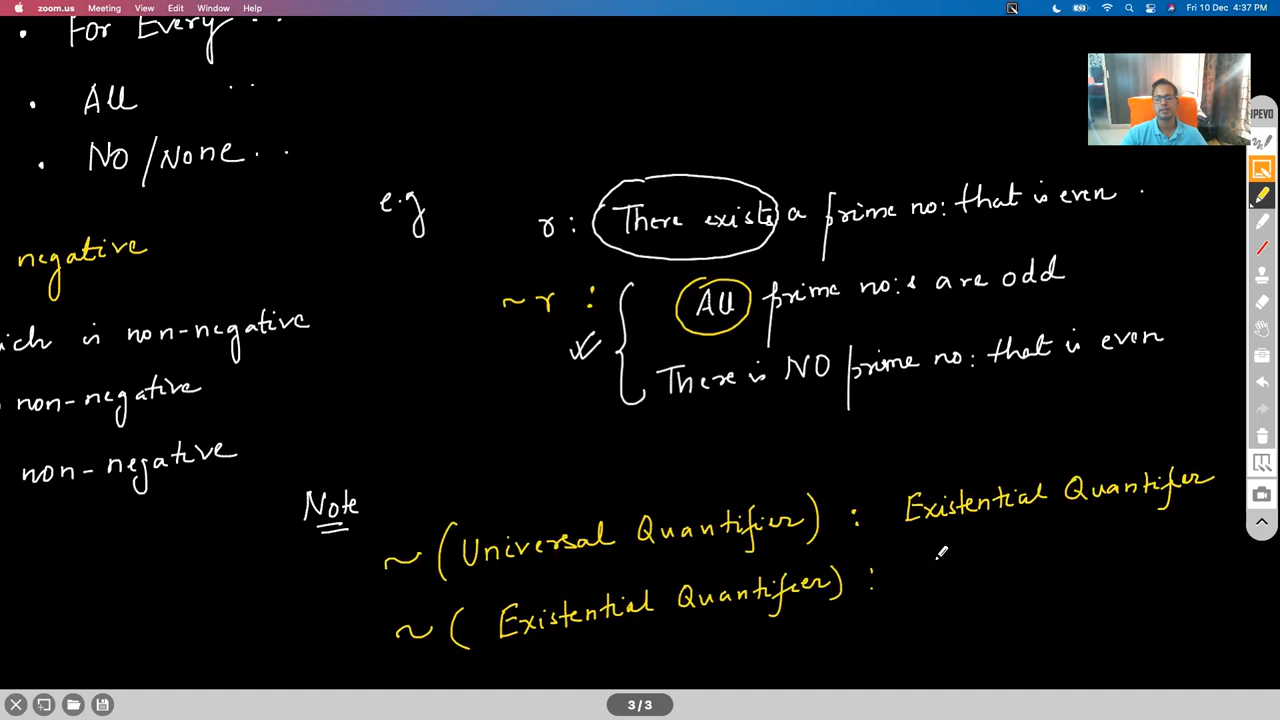 zoom.us Meeting View Edit Window Help Fri 10 Dec 4:37 PM
• For Every ..
• All ..
• No/None...
IPEVO
negative
which is non-negative
non-negative
non-negative
e.g r: There exists a prime no: that is even.
~r : All prime no:s are odd
There is NO prime no: that is even
Note
~(Universal Quantifier) : Existential Quantifer
~(Existential Quantifier) :
3/3